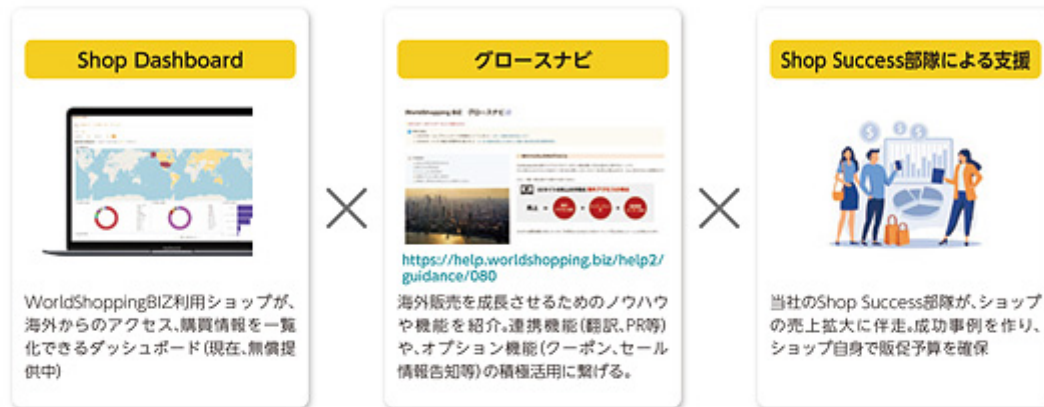 Shop Dashboard
WorldShoppingBIZ利用ショップが、
海外からのアクセス、購買情報を一覧
化できるダッシュボード(現在、無償提
供中)
グロースナビ
WorldShopping BIZ グロースナビ
https://help.worldshopping.biz/help2/
guidance/080
海外販売を成長させるためのノウハウ
や機能を紹介。連携機能(翻訳、PR等)
や、オプション機能(クーポン、セール
情報告知等)の積極活用に繋げる。
Shop Success部隊による支援
当社のShop Success部隊が、ショップ
の売上拡大に伴走。成功事例を作り、
ショップ自身で販促予算を確保